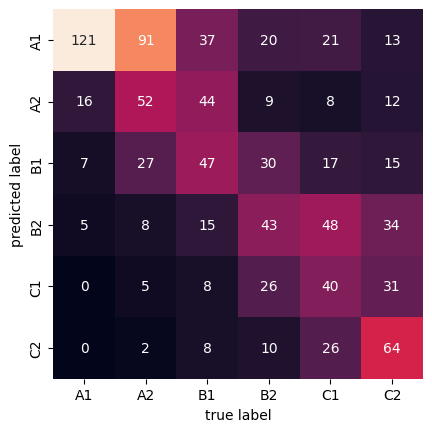 A1 121 91 37 20 21 13
A2 16 52 44 9 8 12
B1 7 27 47 30 17 15
B2 5 8 15 43 48 34
C1 0 5 8 26 40 31
C2 0 2 8 10 26 64
A1 A2 B1 B2 C1 C2
predicted label
true label